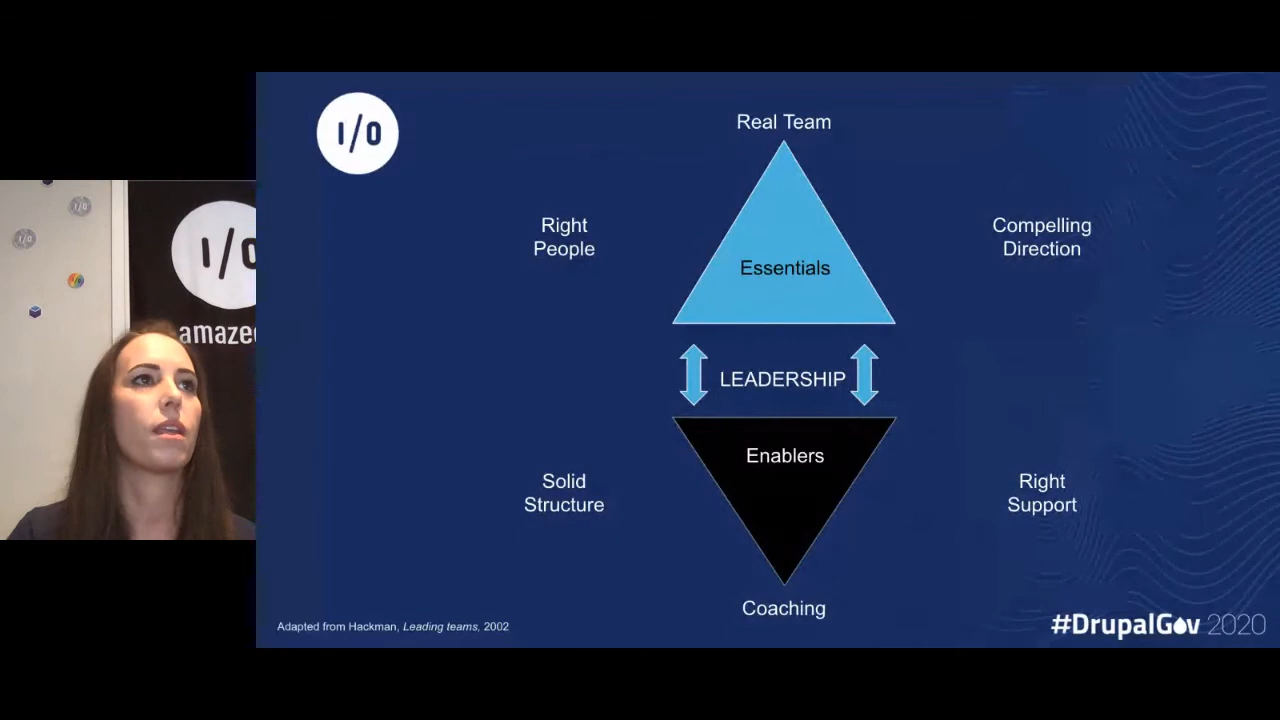 I/O
Real Team
Right
People
Compelling
Direction
Essentials
I/O
amazee
LEADERSHIP
Enablers
Solid
Structure
Right
Support
Coaching
Adapted from Hackman, Leading teams, 2002
#DrupalGov 2020